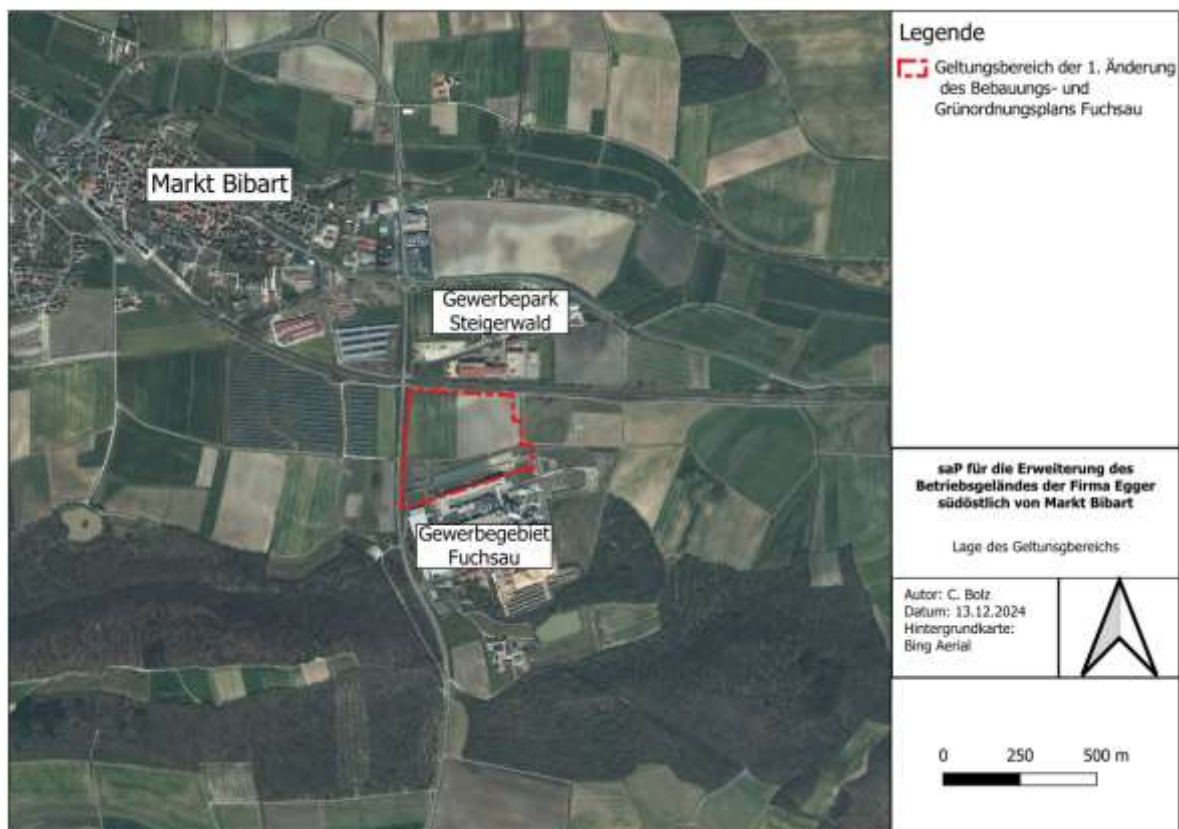 Markt Bibart
Gewerbepark
Steigerwald
Gewerbegebiet
Fuchsau
Legende
Geltungsbereich der 1. Änderung
des Bebauungs- und
Grünordnungsplans Fuchsau
saP für die Erweiterung des
Betriebsgeländes der Firma Egger
südöstlich von Markt Bibart
Lage des Geltunsgbereichs
Autor: C. Bolz
Datum: 13.12.2024
Hintergrundkarte:
Bing Aerial
0 250 500 m